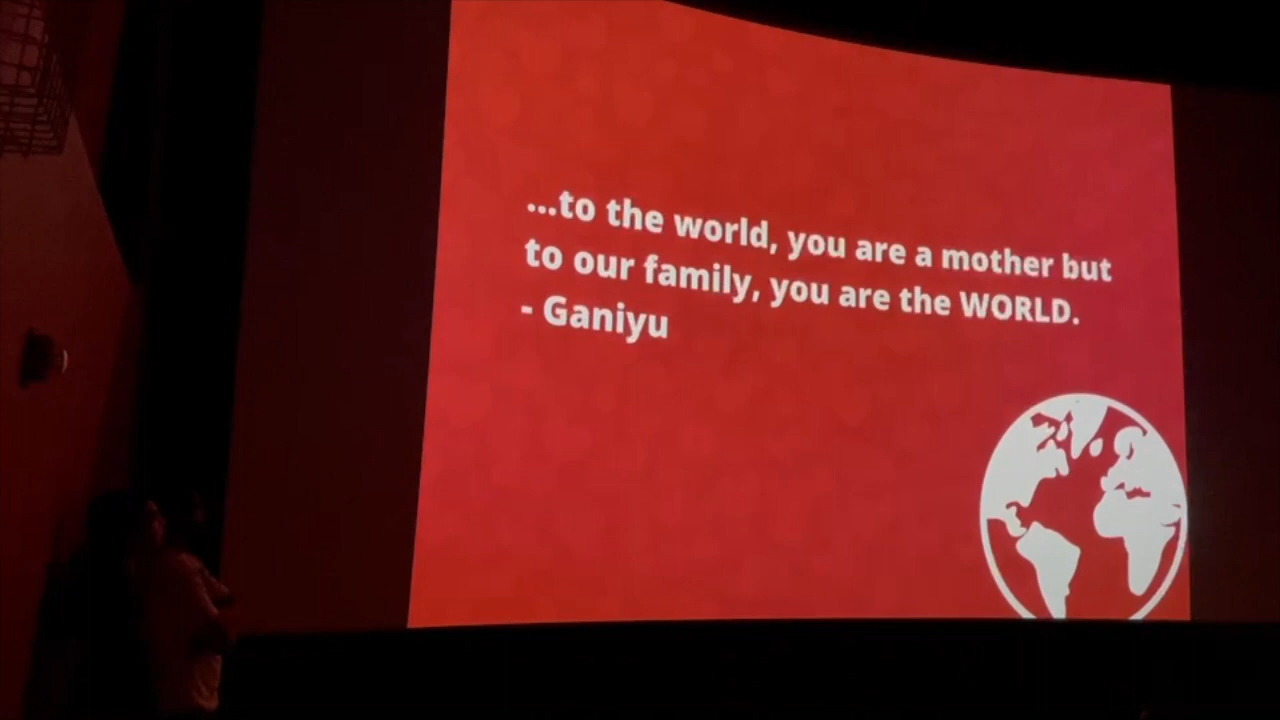 ...to the world, you are a mother but
to our family, you are the WORLD.
- Ganiyu